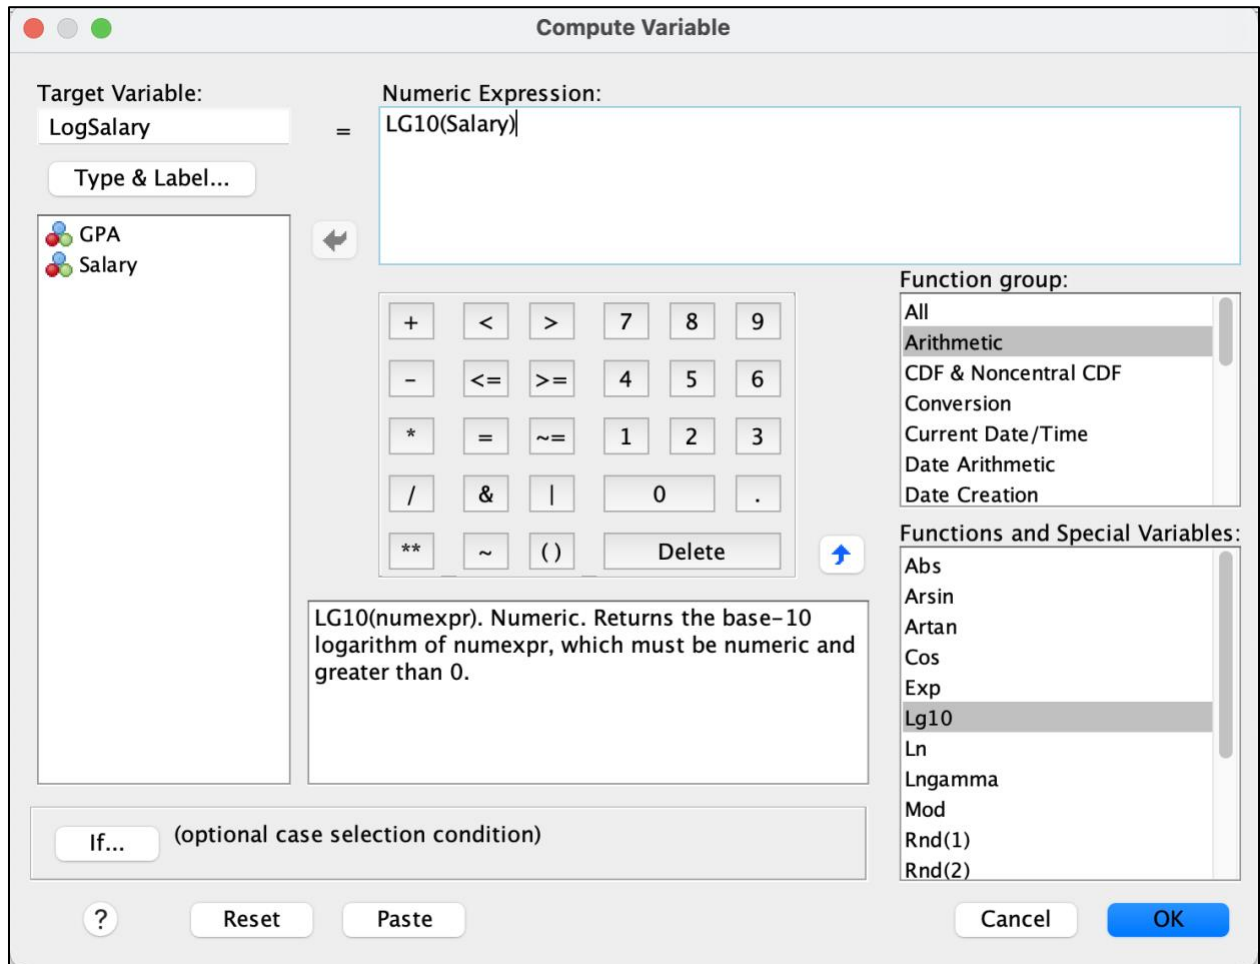 Compute Variable
Target Variable:
LogSalary
Type & Label...
=
Numeric Expression:
LG10(Salary)
GPA
Salary
+ < > 7 8 9
- <= >= 4 5 6
* = ~= 1 2 3
/ & | 0 .
** ~ () Delete
Function group:
All
Arithmetic
CDF & Noncentral CDF
Conversion
Current Date/Time
Date Arithmetic
Date Creation
Functions and Special Variables:
Abs
Arsin
Artan
Cos
Exp
Lg10
Ln
Lngamma
Mod
Rnd(1)
Rnd(2)
LG10(numexpr). Numeric. Returns the base-10
logarithm of numexpr, which must be numeric and
greater than 0.
If... (optional case selection condition)
? Reset Paste Cancel OK